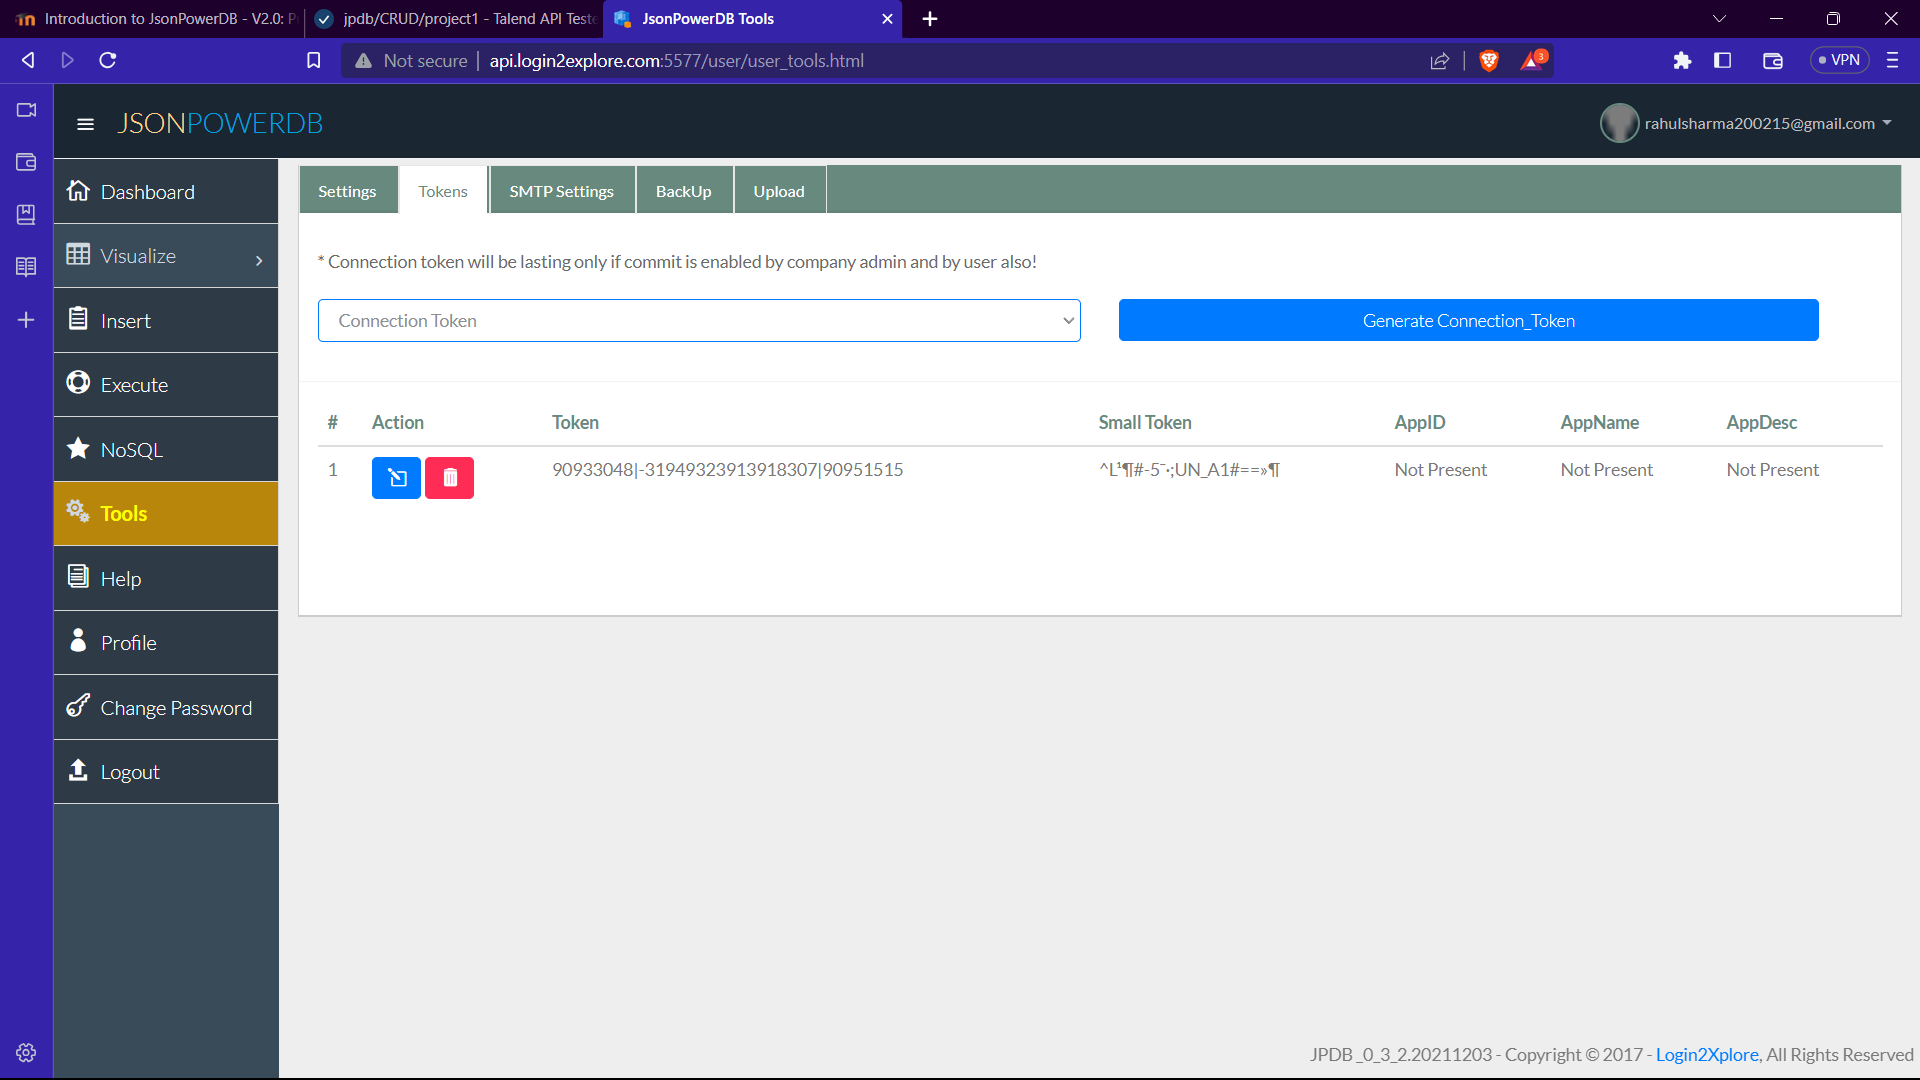 Introduction to JsonPowerDB - V2.0: P
jpdb/CRUD/project1 - Talend API Teste
JsonPowerDB Tools
Not secure
api.login2explore.com:5577/user/user_tools.html
3
VPN
JSONPOWERDB
rahulsharma200215@gmail.com
Dashboard
Visualize
Insert
Execute
NoSQL
Tools
Help
Profile
Change Password
Logout
Settings
Tokens
SMTP Settings
BackUp
Upload
* Connection token will be lasting only if commit is enabled by company admin and by user also!
Connection Token
Generate Connection_Token
# Action Token Small Token AppID AppName AppDesc
1 90933048|-31949323913918307|90951515 ^L¹¶#-5¯·;UN_A1#==»¶ Not Present Not Present Not Present
JPDB_0_3_2.20211203 - Copyright © 2017 - Login2Xplore, All Rights Reserved